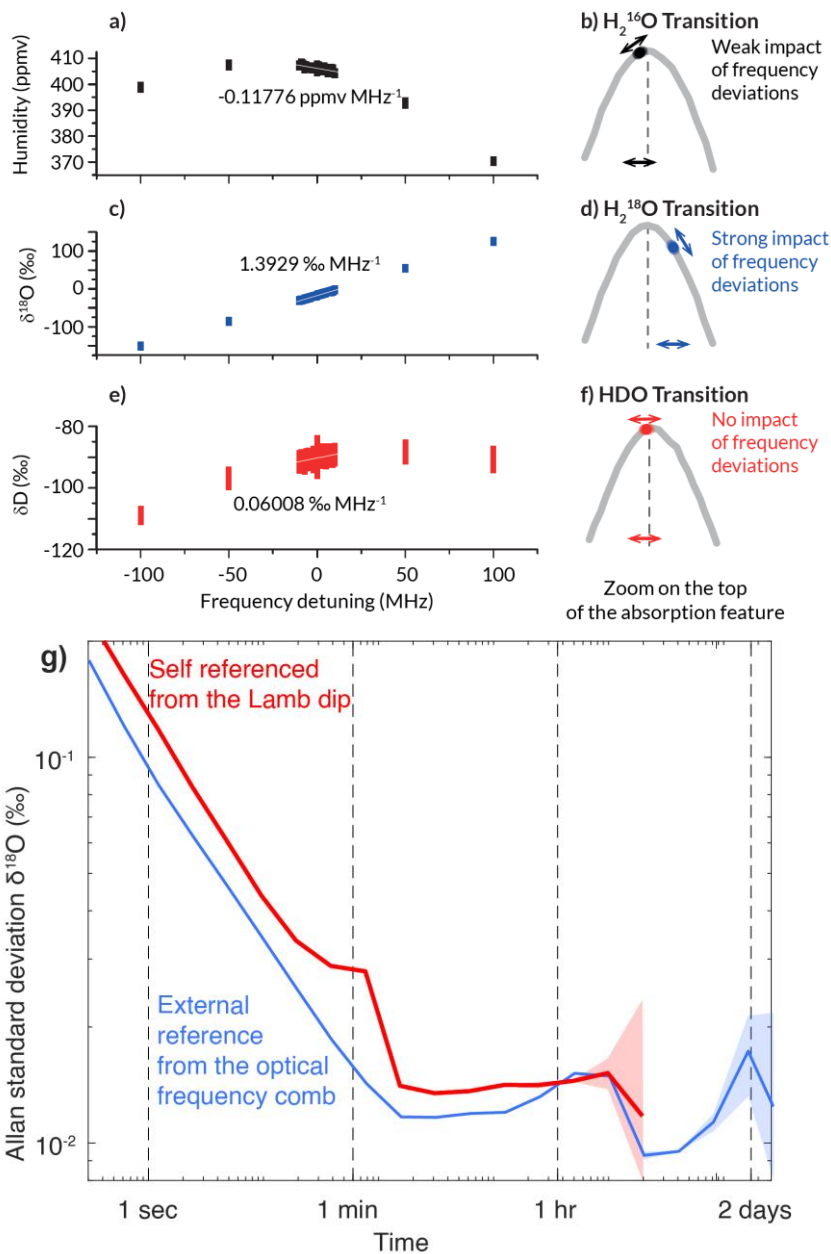 a)
Humidity (ppmv)
410
400
390
380
370
-0.11776 ppmv MHz⁻¹
b) H₂¹⁶O Transition
Weak impact
of frequency
deviations
c)
δ¹⁸O (‰)
100
0
-100
1.3929 ‰ MHz⁻¹
d) H₂¹⁸O Transition
Strong impact
of frequency
deviations
e)
δD (‰)
-80
-100
-120
0.06008 ‰ MHz⁻¹
-100 -50 0 50 100
Frequency detuning (MHz)
f) HDO Transition
No impact
of frequency
deviations
Zoom on the top
of the absorption feature
g)
Allan standard deviation δ¹⁸O (‰)
10⁻¹
10⁻²
Self referenced
from the Lamb dip
External
reference
from the optical
frequency comb
1 sec 1 min 1 hr 2 days
Time